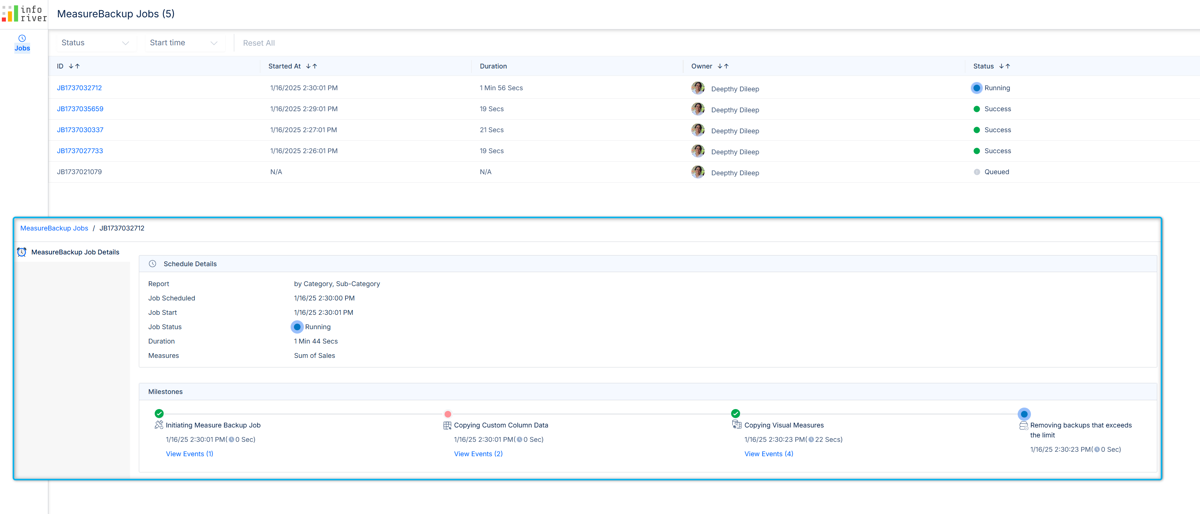 info
river
MeasureBackup Jobs (5)
Jobs
Status Start time Reset All
ID Started At Duration Owner Status
JB1737032712 1/16/2025 2:30:01 PM 1 Min 56 Secs Deepthy Dileep Running
JB1737035659 1/16/2025 2:29:01 PM 19 Secs Deepthy Dileep Success
JB1737030337 1/16/2025 2:27:01 PM 21 Secs Deepthy Dileep Success
JB1737027733 1/16/2025 2:26:01 PM 19 Secs Deepthy Dileep Success
JB1737021079 N/A N/A Deepthy Dileep Queued
MeasureBackup Jobs / JB1737032712
MeasureBackup Job Details
Schedule Details
Report by Category, Sub-Category
Job Scheduled 1/16/25 2:30:00 PM
Job Start 1/16/25 2:30:01 PM
Job Status Running
Duration 1 Min 44 Secs
Measures Sum of Sales
Milestones
Initiating Measure Backup Job
1/16/25 2:30:01 PM( 0 Sec)
View Events (1)
Copying Custom Column Data
1/16/25 2:30:01 PM( 0 Sec)
View Events (2)
Copying Visual Measures
1/16/25 2:30:23 PM( 22 Secs)
View Events (4)
Removing backups that exceeds
the limit
1/16/25 2:30:23 PM( 0 Sec)